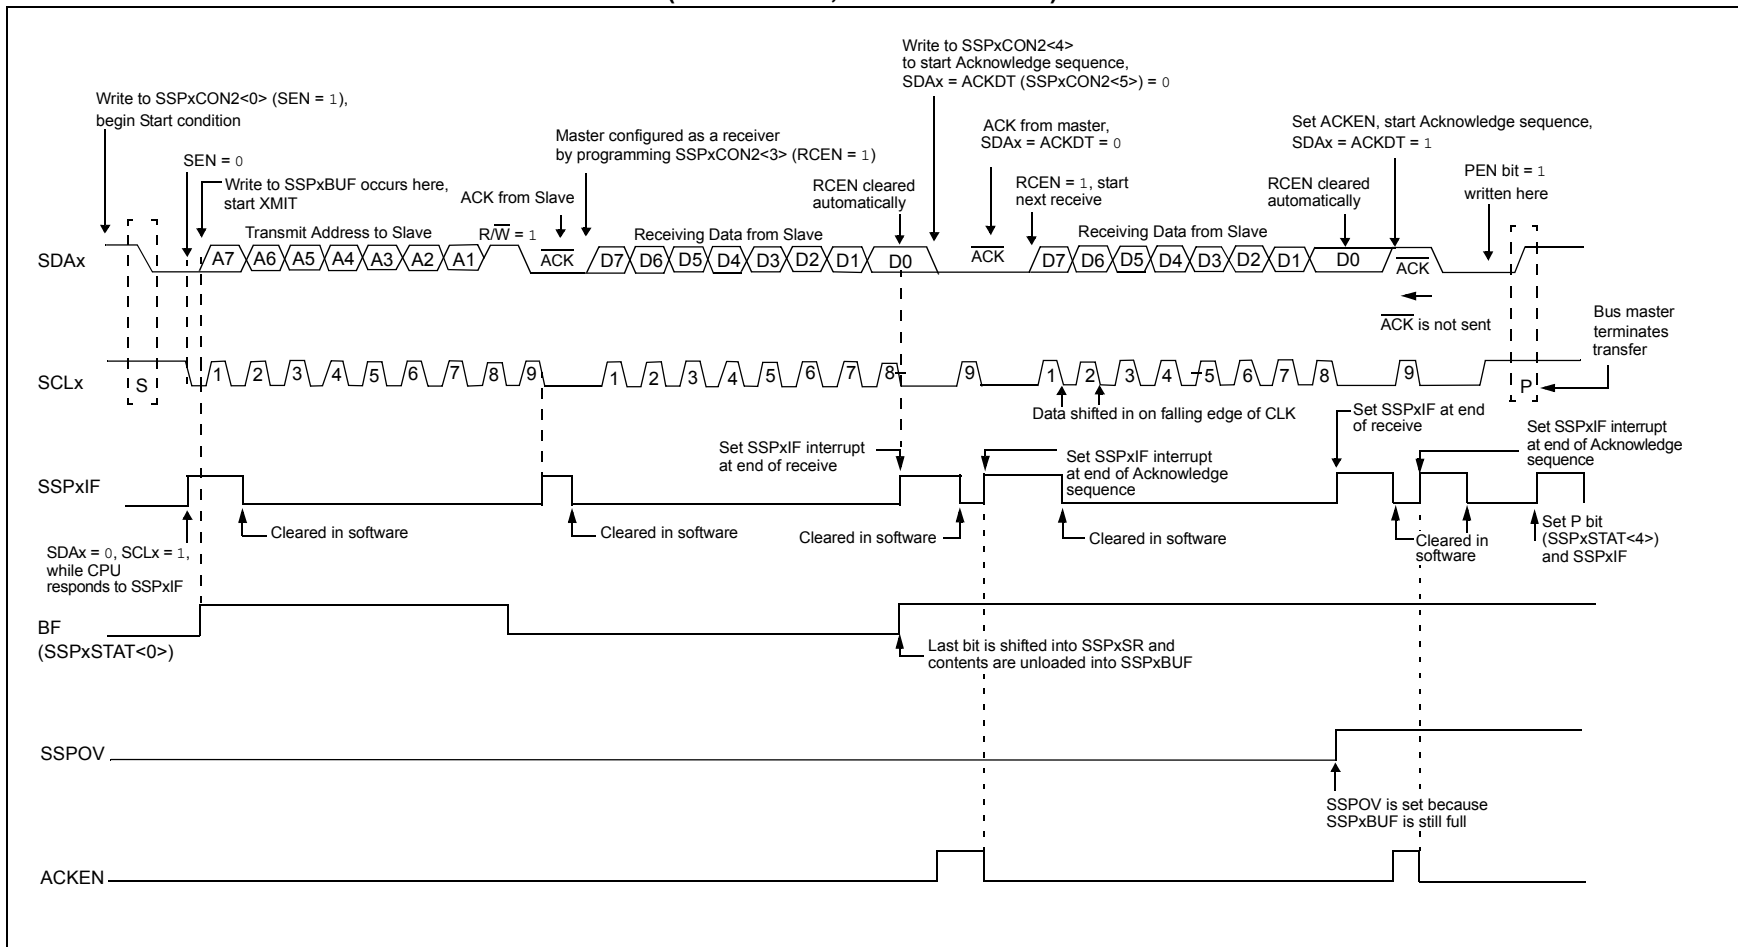 Write to SSPxCON2<4>
to start Acknowledge sequence,
SDAx = ACKDT (SSPxCON2<5>) = 0
Write to SSPxCON2<0> (SEN = 1),
begin Start condition
Master configured as a receiver
by programming SSPxCON2<3> (RCEN = 1)
ACK from master,
SDAx = ACKDT = 0
Set ACKEN, start Acknowledge sequence,
SDAx = ACKDT = 1
SEN = 0
Write to SSPxBUF occurs here,
start XMIT
ACK from Slave
RCEN cleared
automatically
RCEN = 1, start
next receive
RCEN cleared
automatically
PEN bit = 1
written here
Transmit Address to Slave
R/W = 1
Receiving Data from Slave
Receiving Data from Slave
SDAx
A7 A6 A5 A4 A3 A2 A1 ACK D7 D6 D5 D4 D3 D2 D1 D0 ACK D7 D6 D5 D4 D3 D2 D1 D0 ACK
ACK is not sent
Bus master
terminates
transfer
SCLx
S 1 2 3 4 5 6 7 8 9 1 2 3 4 5 6 7 8 9 1 2 3 4 5 6 7 8 9 P
Data shifted in on falling edge of CLK
Set SSPxIF interrupt
at end of receive
Set SSPxIF interrupt
at end of Acknowledge
sequence
Set SSPxIF at end
of receive
Set SSPxIF interrupt
at end of Acknowledge
sequence
SSPxIF
Cleared in software
Cleared in software
Cleared in software
Cleared in software
Cleared in
software
Set P bit
(SSPxSTAT<4>)
and SSPxIF
SDAx = 0, SCLx = 1,
while CPU
responds to SSPxIF
BF
(SSPxSTAT<0>)
Last bit is shifted into SSPxSR and
contents are unloaded into SSPxBUF
SSPOV
SSPOV is set because
SSPxBUF is still full
ACKEN